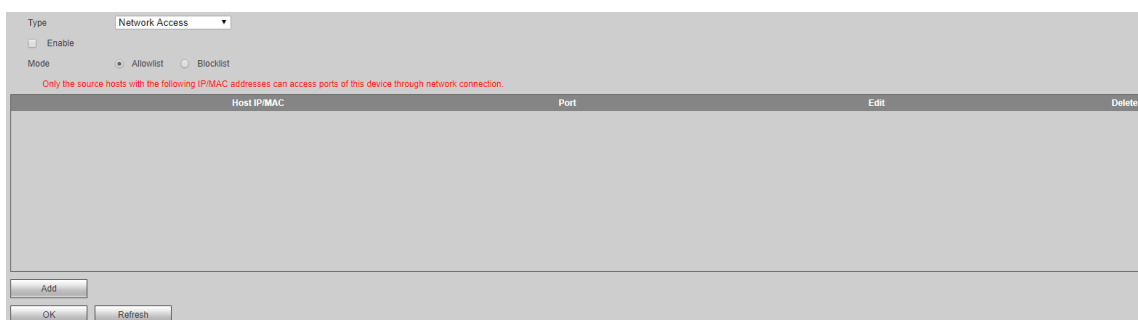 Type Network Access
Enable
Mode Allowlist Blocklist
Only the source hosts with the following IP/MAC addresses can access ports of this device through network connection.
Host IP/MAC Port Edit Delete
Add
OK Refresh